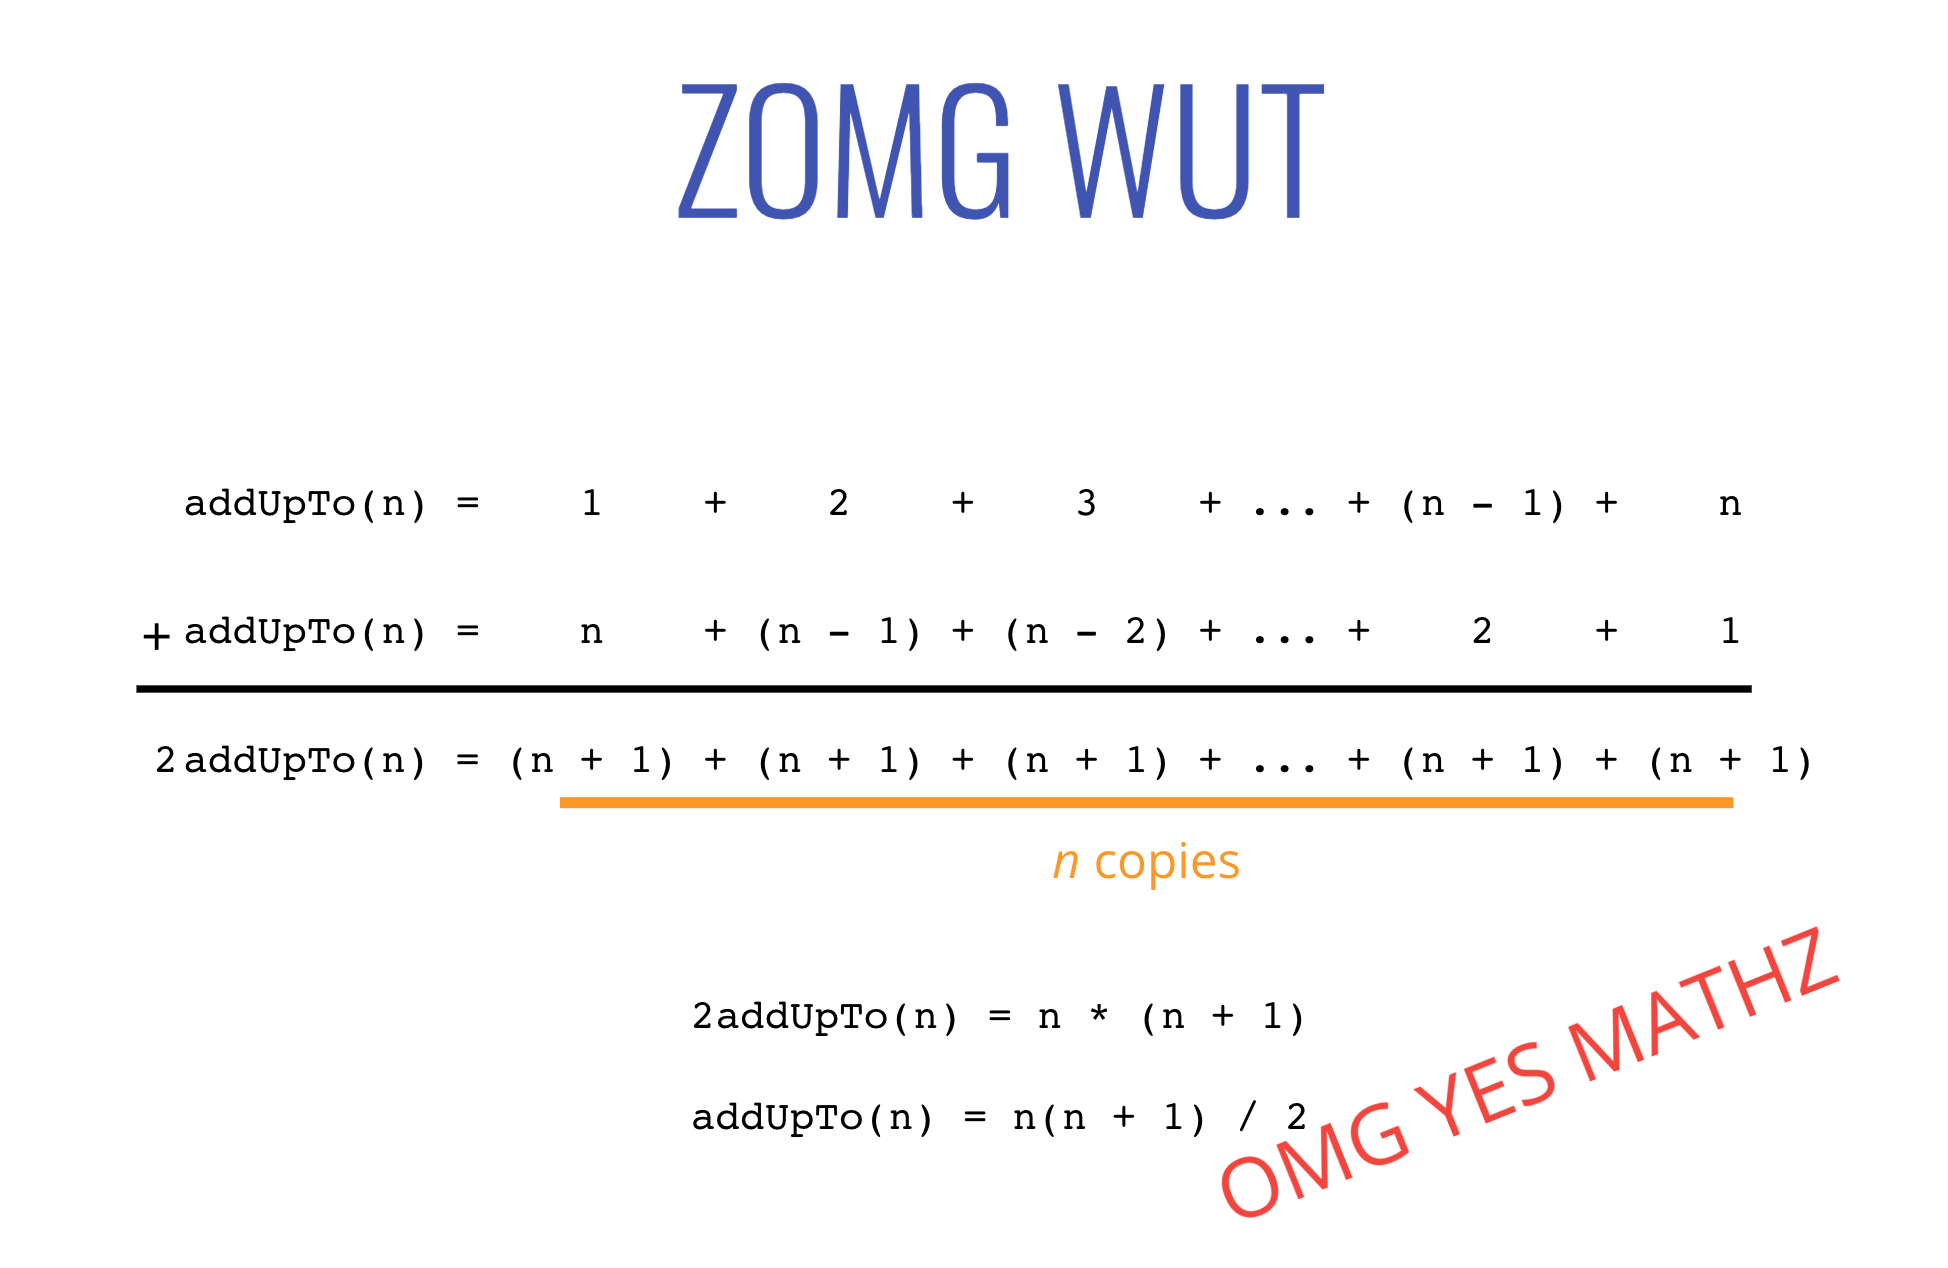 ZOMG WUT
addUpTo(n) = 1 + 2 + 3 + ... + (n - 1) + n
+ addUpTo(n) = n + (n - 1) + (n - 2) + ... + 2 + 1
2 addUpTo(n) = (n + 1) + (n + 1) + (n + 1) + ... + (n + 1) + (n + 1)
n copies
2addUpTo(n) = n * (n + 1)
addUpTo(n) = n(n + 1) / 2
OMG YES MATHZ